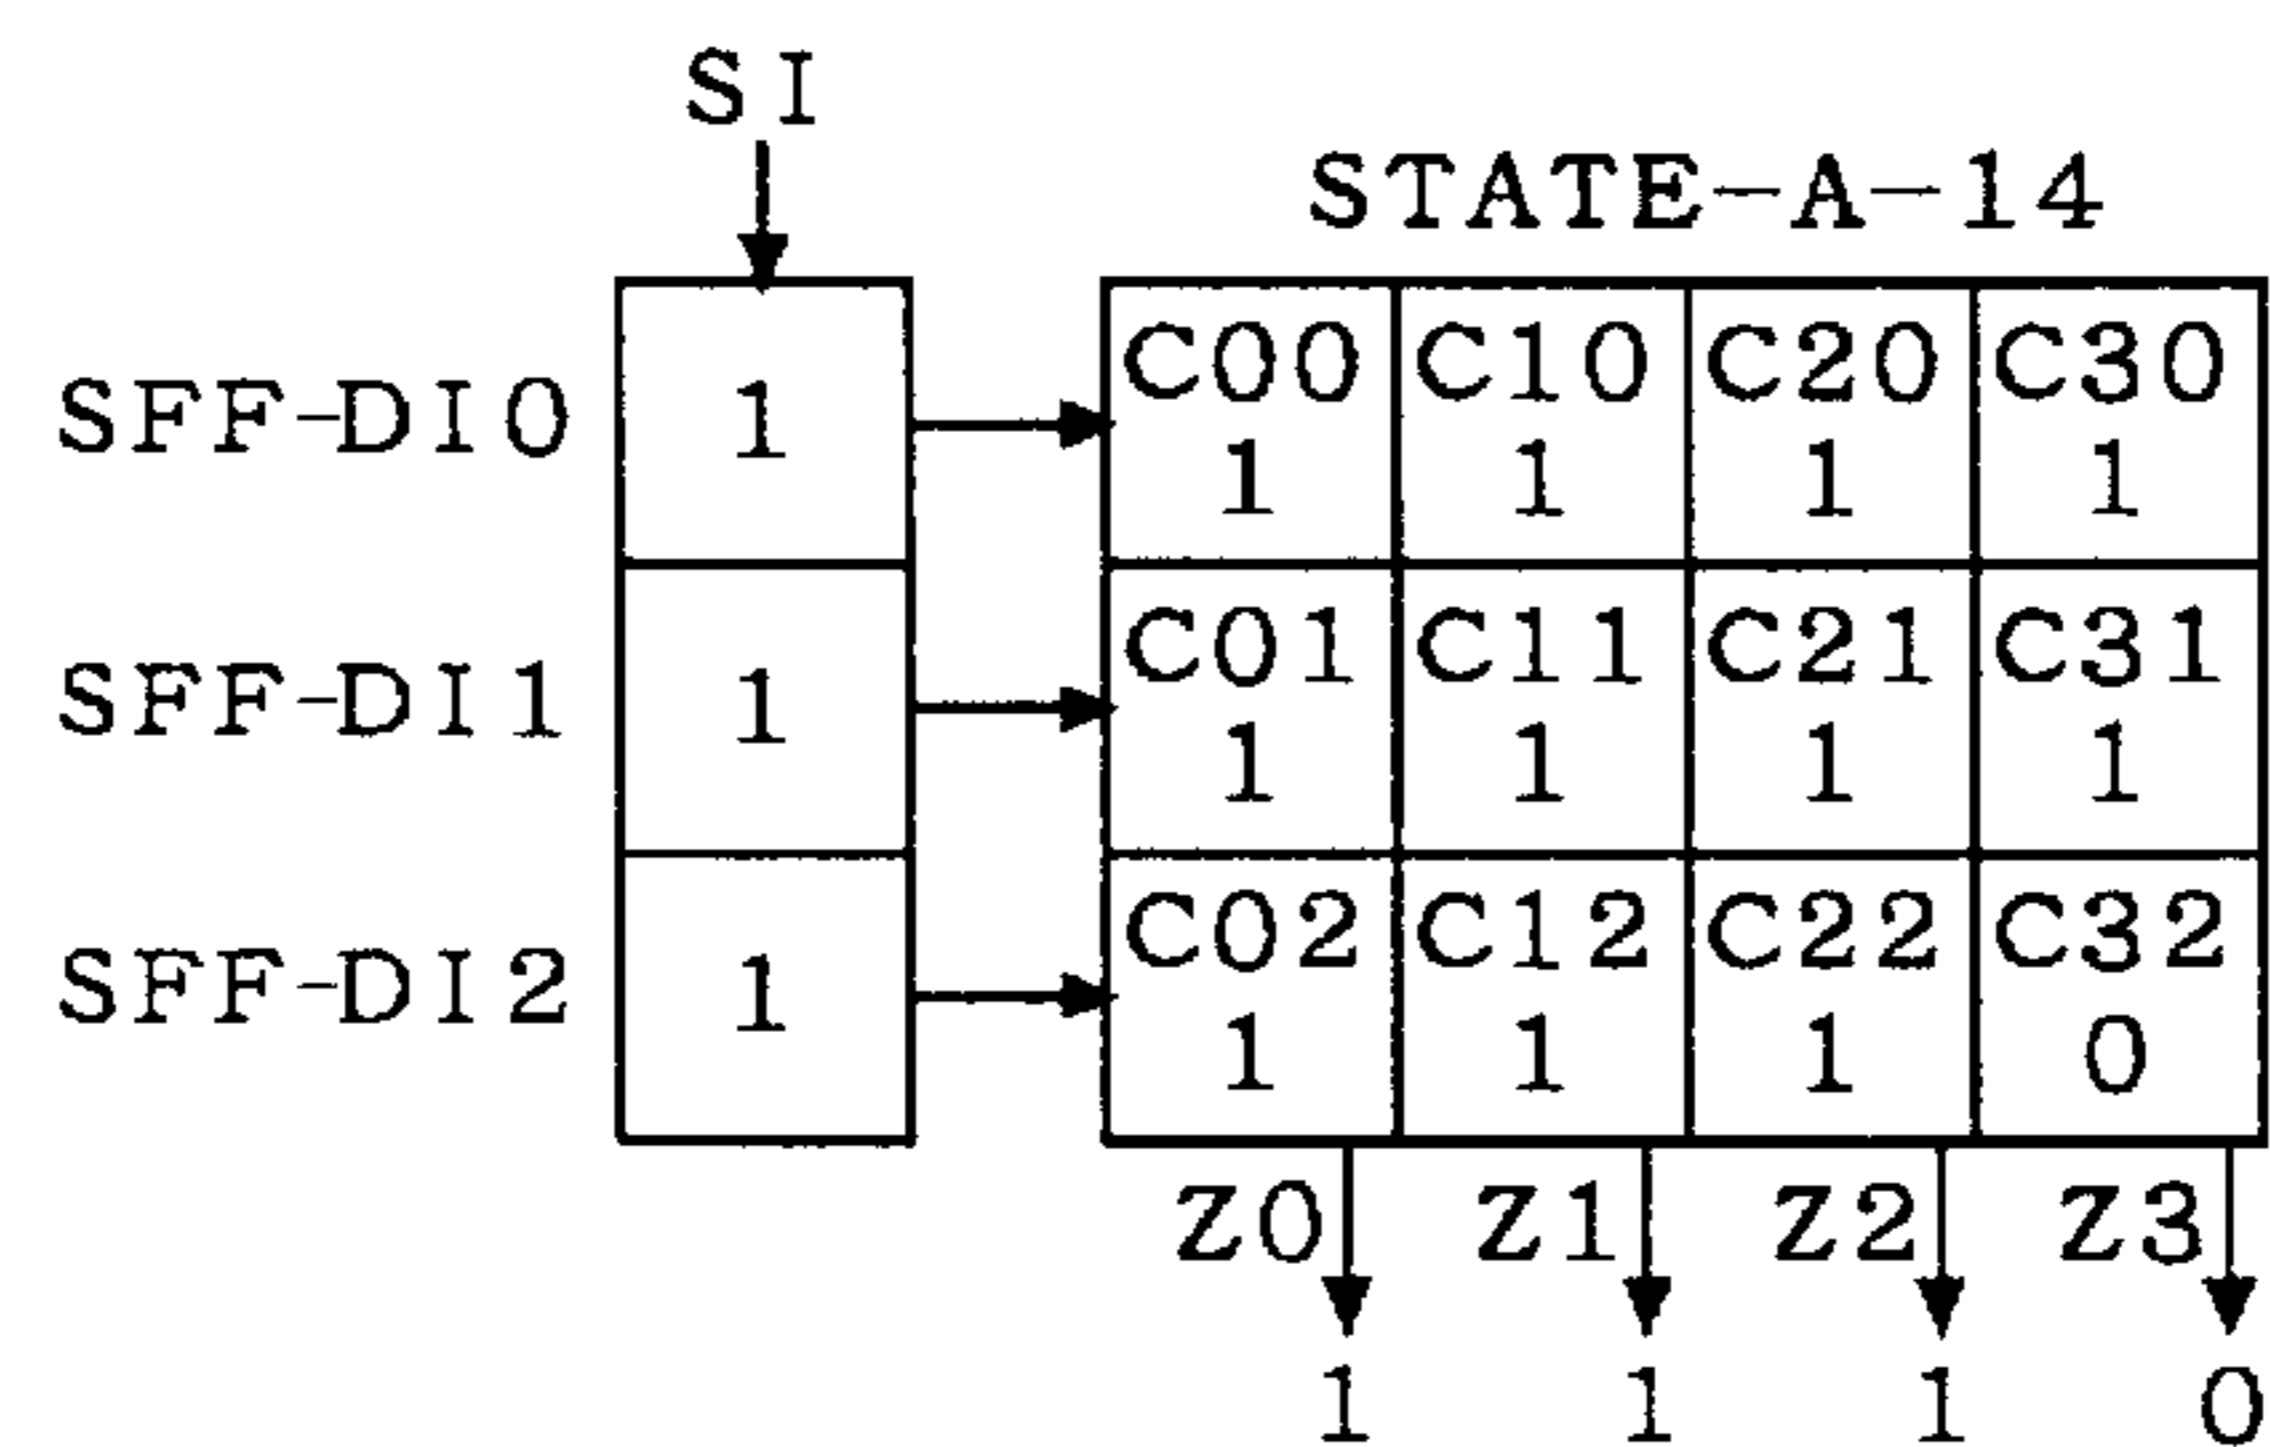 SI
STATE-A-14
SFF-DI0 1 C00 C10 C20 C30
1 1 1 1
SFF-DI1 1 C01 C11 C21 C31
1 1 1 1
SFF-DI2 1 C02 C12 C22 C32
1 1 1 0
Z0 Z1 Z2 Z3
1 1 1 0